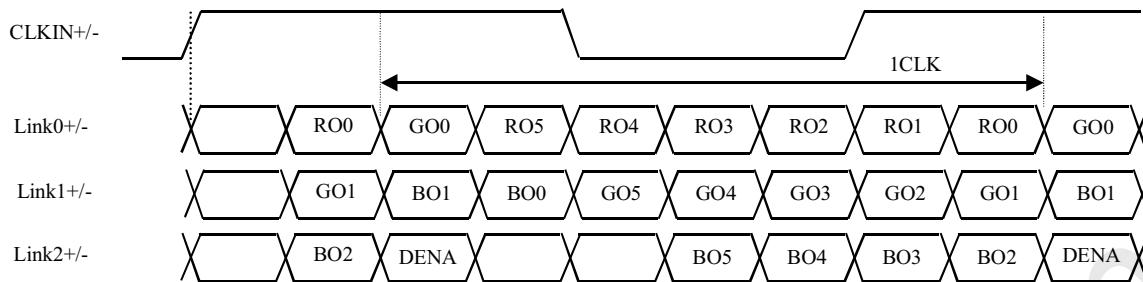 CLKIN+/-
1CLK
Link0+/- RO0 GO0 RO5 RO4 RO3 RO2 RO1 RO0 GO0
Link1+/- GO1 BO1 BO0 GO5 GO4 GO3 GO2 GO1 BO1
Link2+/- BO2 DENA BO5 BO4 BO3 BO2 DENA